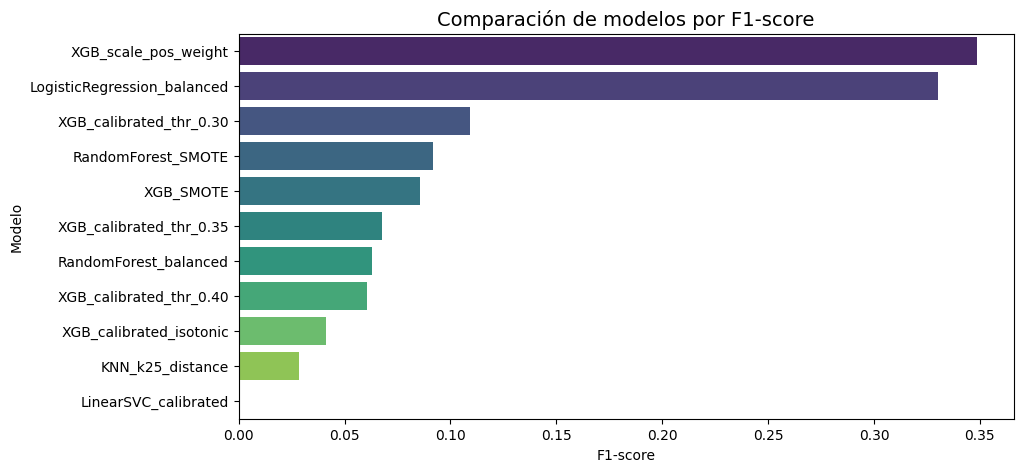 Comparación de modelos por F1-score
Modelo
XGB_scale_pos_weight
LogisticRegression_balanced
XGB_calibrated_thr_0.30
RandomForest_SMOTE
XGB_SMOTE
XGB_calibrated_thr_0.35
RandomForest_balanced
XGB_calibrated_thr_0.40
XGB_calibrated_isotonic
KNN_k25_distance
LinearSVC_calibrated
0.00 0.05 0.10 0.15 0.20 0.25 0.30 0.35
F1-score